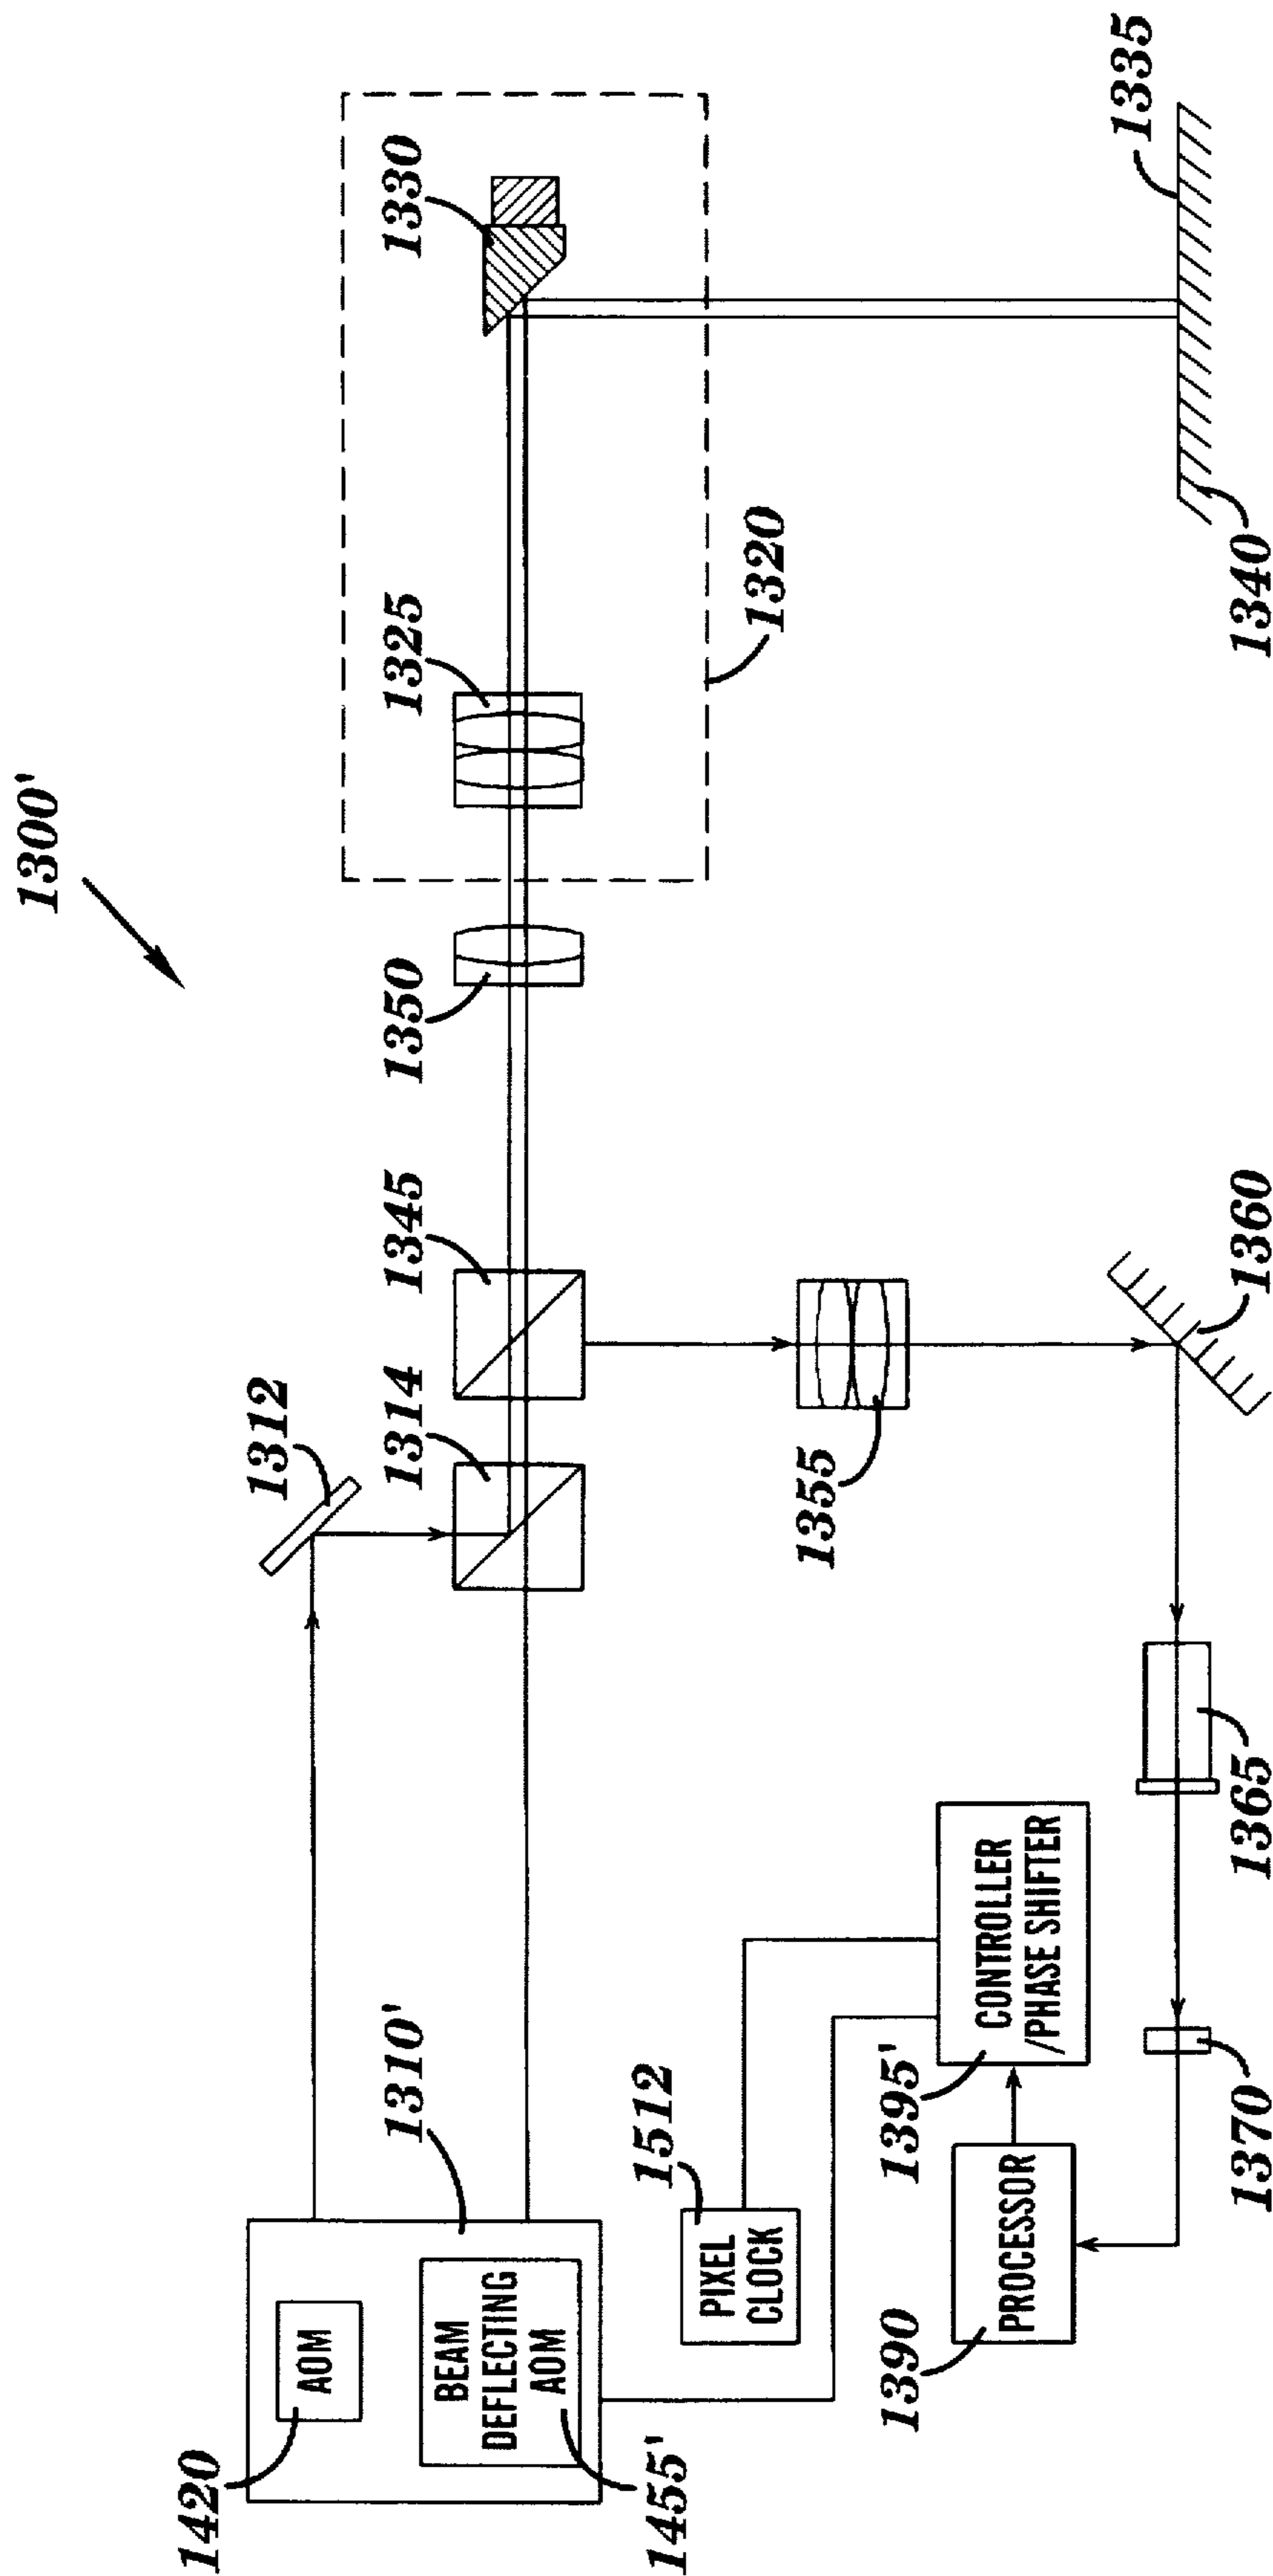 1300'
1420
AOM
BEAM
DEFLECTING
AOM
1455'
1310'
1312
1314
1345
1350
1325
1330
1320
1335
1340
1512
PIXEL
CLOCK
1395'
CONTROLLER
/PHASE SHIFTER
1390
PROCESSOR
1355
1360
1365
1370